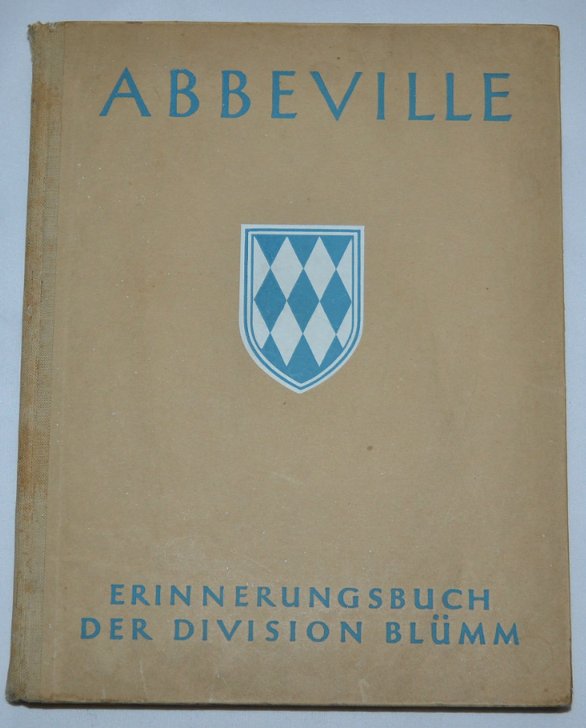 ABBEVILLE
ERINNERUNGSBUCH
DER DIVISION BLÜMM